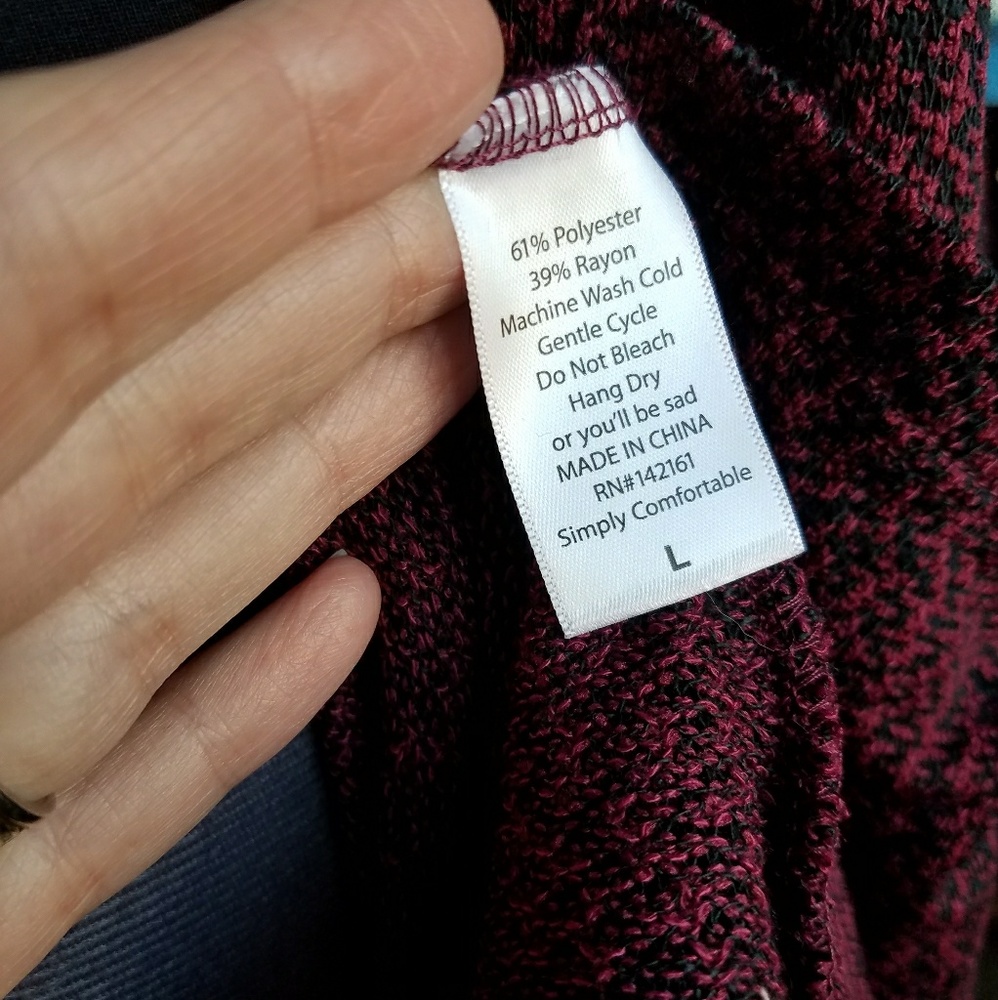 61% Polyester
39% Rayon
Machine Wash Cold
Gentle Cycle
Do Not Bleach
Hang Dry
or you'll be sad
MADE IN CHINA
RN#142161
Simply Comfortable
L